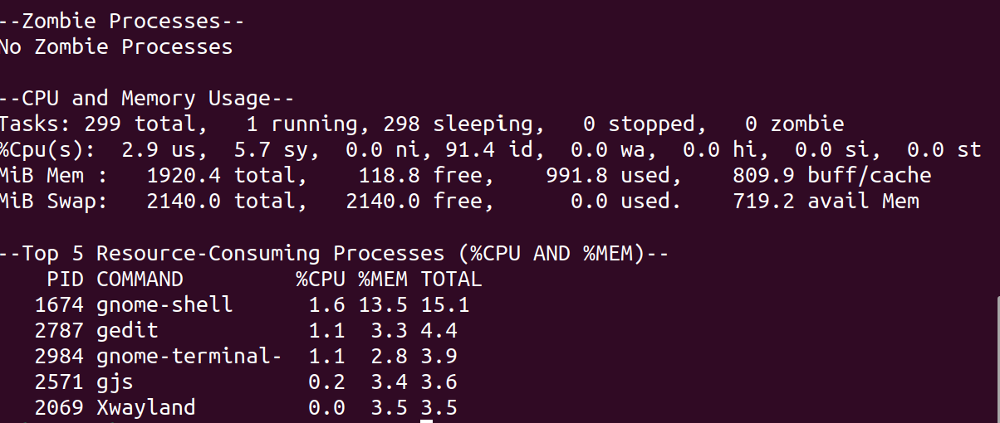 --Zombie Processes--
No Zombie Processes
--CPU and Memory Usage--
Tasks: 299 total,   1 running, 298 sleeping,   0 stopped,   0 zombie
%Cpu(s):  2.9 us,  5.7 sy,  0.0 ni, 91.4 id,  0.0 wa,  0.0 hi,  0.0 si,  0.0 st
MiB Mem :   1920.4 total,    118.8 free,    991.8 used,    809.9 buff/cache
MiB Swap:   2140.0 total,   2140.0 free,      0.0 used.    719.2 avail Mem
--Top 5 Resource-Consuming Processes (%CPU AND %MEM)--
    PID COMMAND         %CPU %MEM TOTAL
   1674 gnome-shell      1.6 13.5 15.1
   2787 gedit            1.1  3.3 4.4
   2984 gnome-terminal-  1.1  2.8 3.9
   2571 gjs              0.2  3.4 3.6
   2069 Xwayland         0.0  3.5 3.5